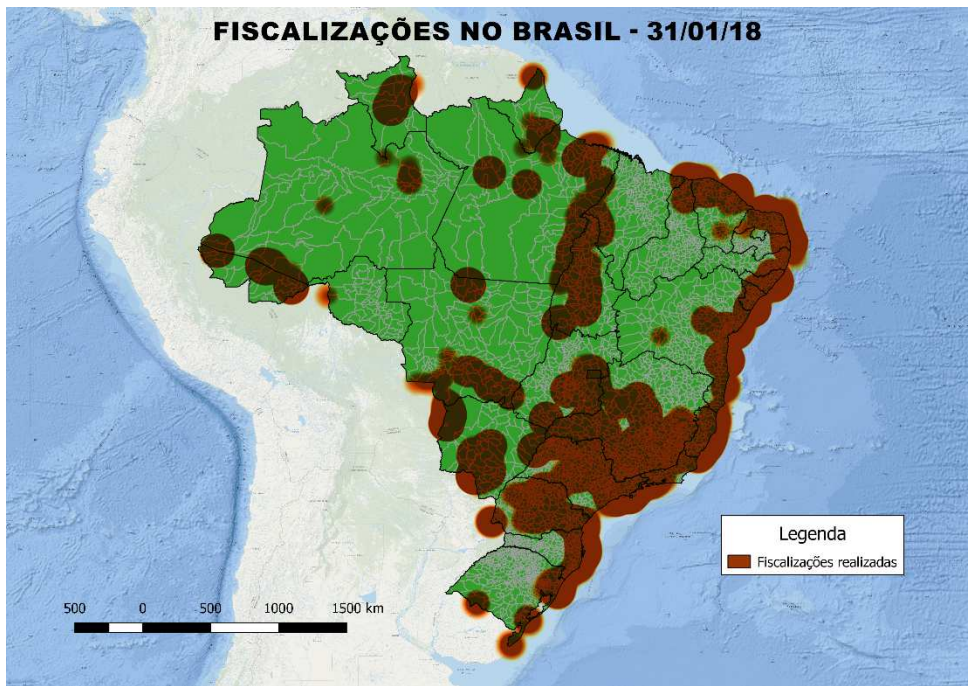 FISCALIZAÇÕES NO BRASIL - 31/01/18
Legenda
Fiscalizações realizadas
500 0 500 1000 1500 km